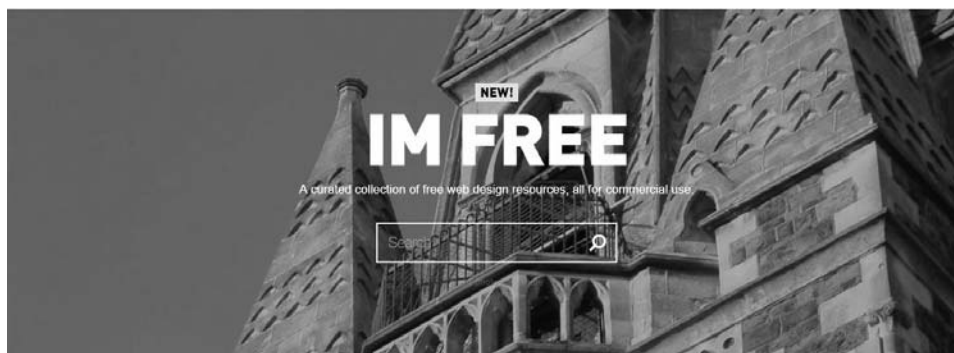 NEW!
IM FREE
A curated collection of free web design resources, all for commercial use.
Search